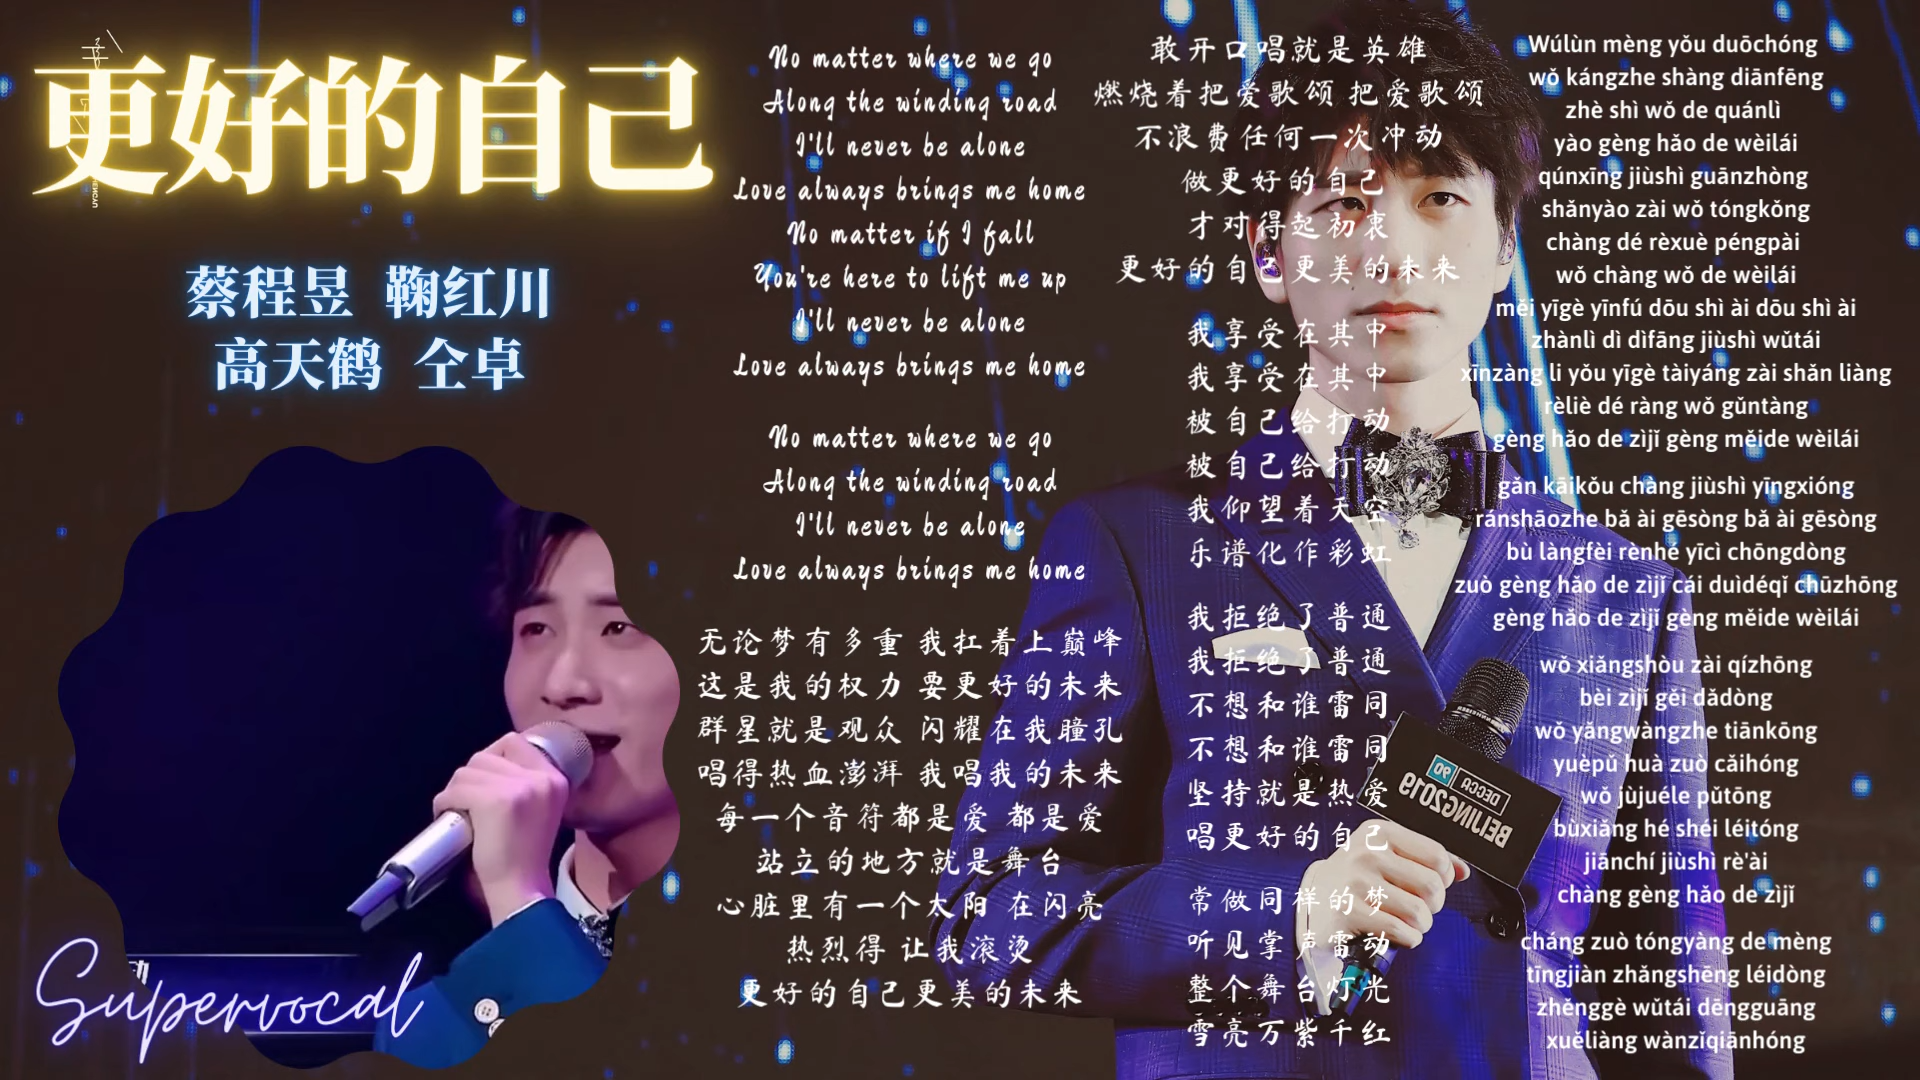 更好的自己
蔡程昱 鞠红川
高天鹤 仝卓
Supervocal
No matter where we go
Along the winding road
I'll never be alone
Love always brings me home
No matter if I fall
You're here to lift me up
I'll never be alone
Love always brings me home
No matter where we go
Along the winding road
I'll never be alone
Love always brings me home
无论梦有多重 我扛着上巅峰
这是我的权力 要更好的未来
群星就是观众 闪耀在我瞳孔
唱得热血澎湃 我唱我的未来
每一个音符都是爱 都是爱
站立的地方就是舞台
心脏里有一个太阳 在闪亮
热烈得 让我滚烫
更好的自己更美的未来
敢开口唱就是英雄
燃烧着把爱歌颂 把爱歌颂
不浪费任何一次冲动
做更好的自己
才对得起初衷
更好的自己更美的未来
我享受在其中
我享受在其中
被自己给打动
被自己给打动
我仰望着天空
乐谱化作彩虹
我拒绝了普通
我拒绝了普通
不想和谁雷同
不想和谁雷同
坚持就是热爱
唱更好的自己
常做同样的梦
听见掌声雷动
整个舞台灯光
雪亮万紫千红
Wúlùn mèng yǒu duōchóng
wǒ kángzhe shàng diānfēng
zhè shì wǒ de quánlì
yào gèng hǎo de wèilái
qúnxīng jiùshì guānzhòng
shǎnyào zài wǒ tóngkǒng
chàng dé rèxuè péngpài
wǒ chàng wǒ de wèilái
měi yīgè yīnfú dōu shì ài dōu shì ài
zhànlì dì dìfāng jiùshì wǔtái
xīnzàng li yǒu yīgè tàiyáng zài shǎn liàng
rèliè dé ràng wǒ gǔntàng
gèng hǎo de zìjǐ gèng měide wèilái
gǎn kāikǒu chàng jiùshì yīngxióng
ránshāozhe bǎ ài gēsòng bǎ ài gēsòng
bù làngfèi rènhé yīcì chōngdòng
zuò gèng hǎo de zìjǐ cái duìdéqǐ chūzhōng
gèng hǎo de zìjǐ gèng měide wèilái
wǒ xiǎngshòu zài qízhōng
bèi zìjǐ gěi dǎdòng
wǒ yǎngwàngzhe tiānkōng
yuèpǔ huà zuò cǎihóng
wǒ jùjuéle pǔtōng
bùxiǎng hé shéi léitóng
jiānchí jiùshì rè'ài
chàng gèng hǎo de zìjǐ
cháng zuò tóngyàng de mèng
tīngjiàn zhǎngshēng léidòng
zhěnggè wǔtái dēngguāng
xuěliàng wànzǐqiānhóng
DECCA 90
BEIJING2019